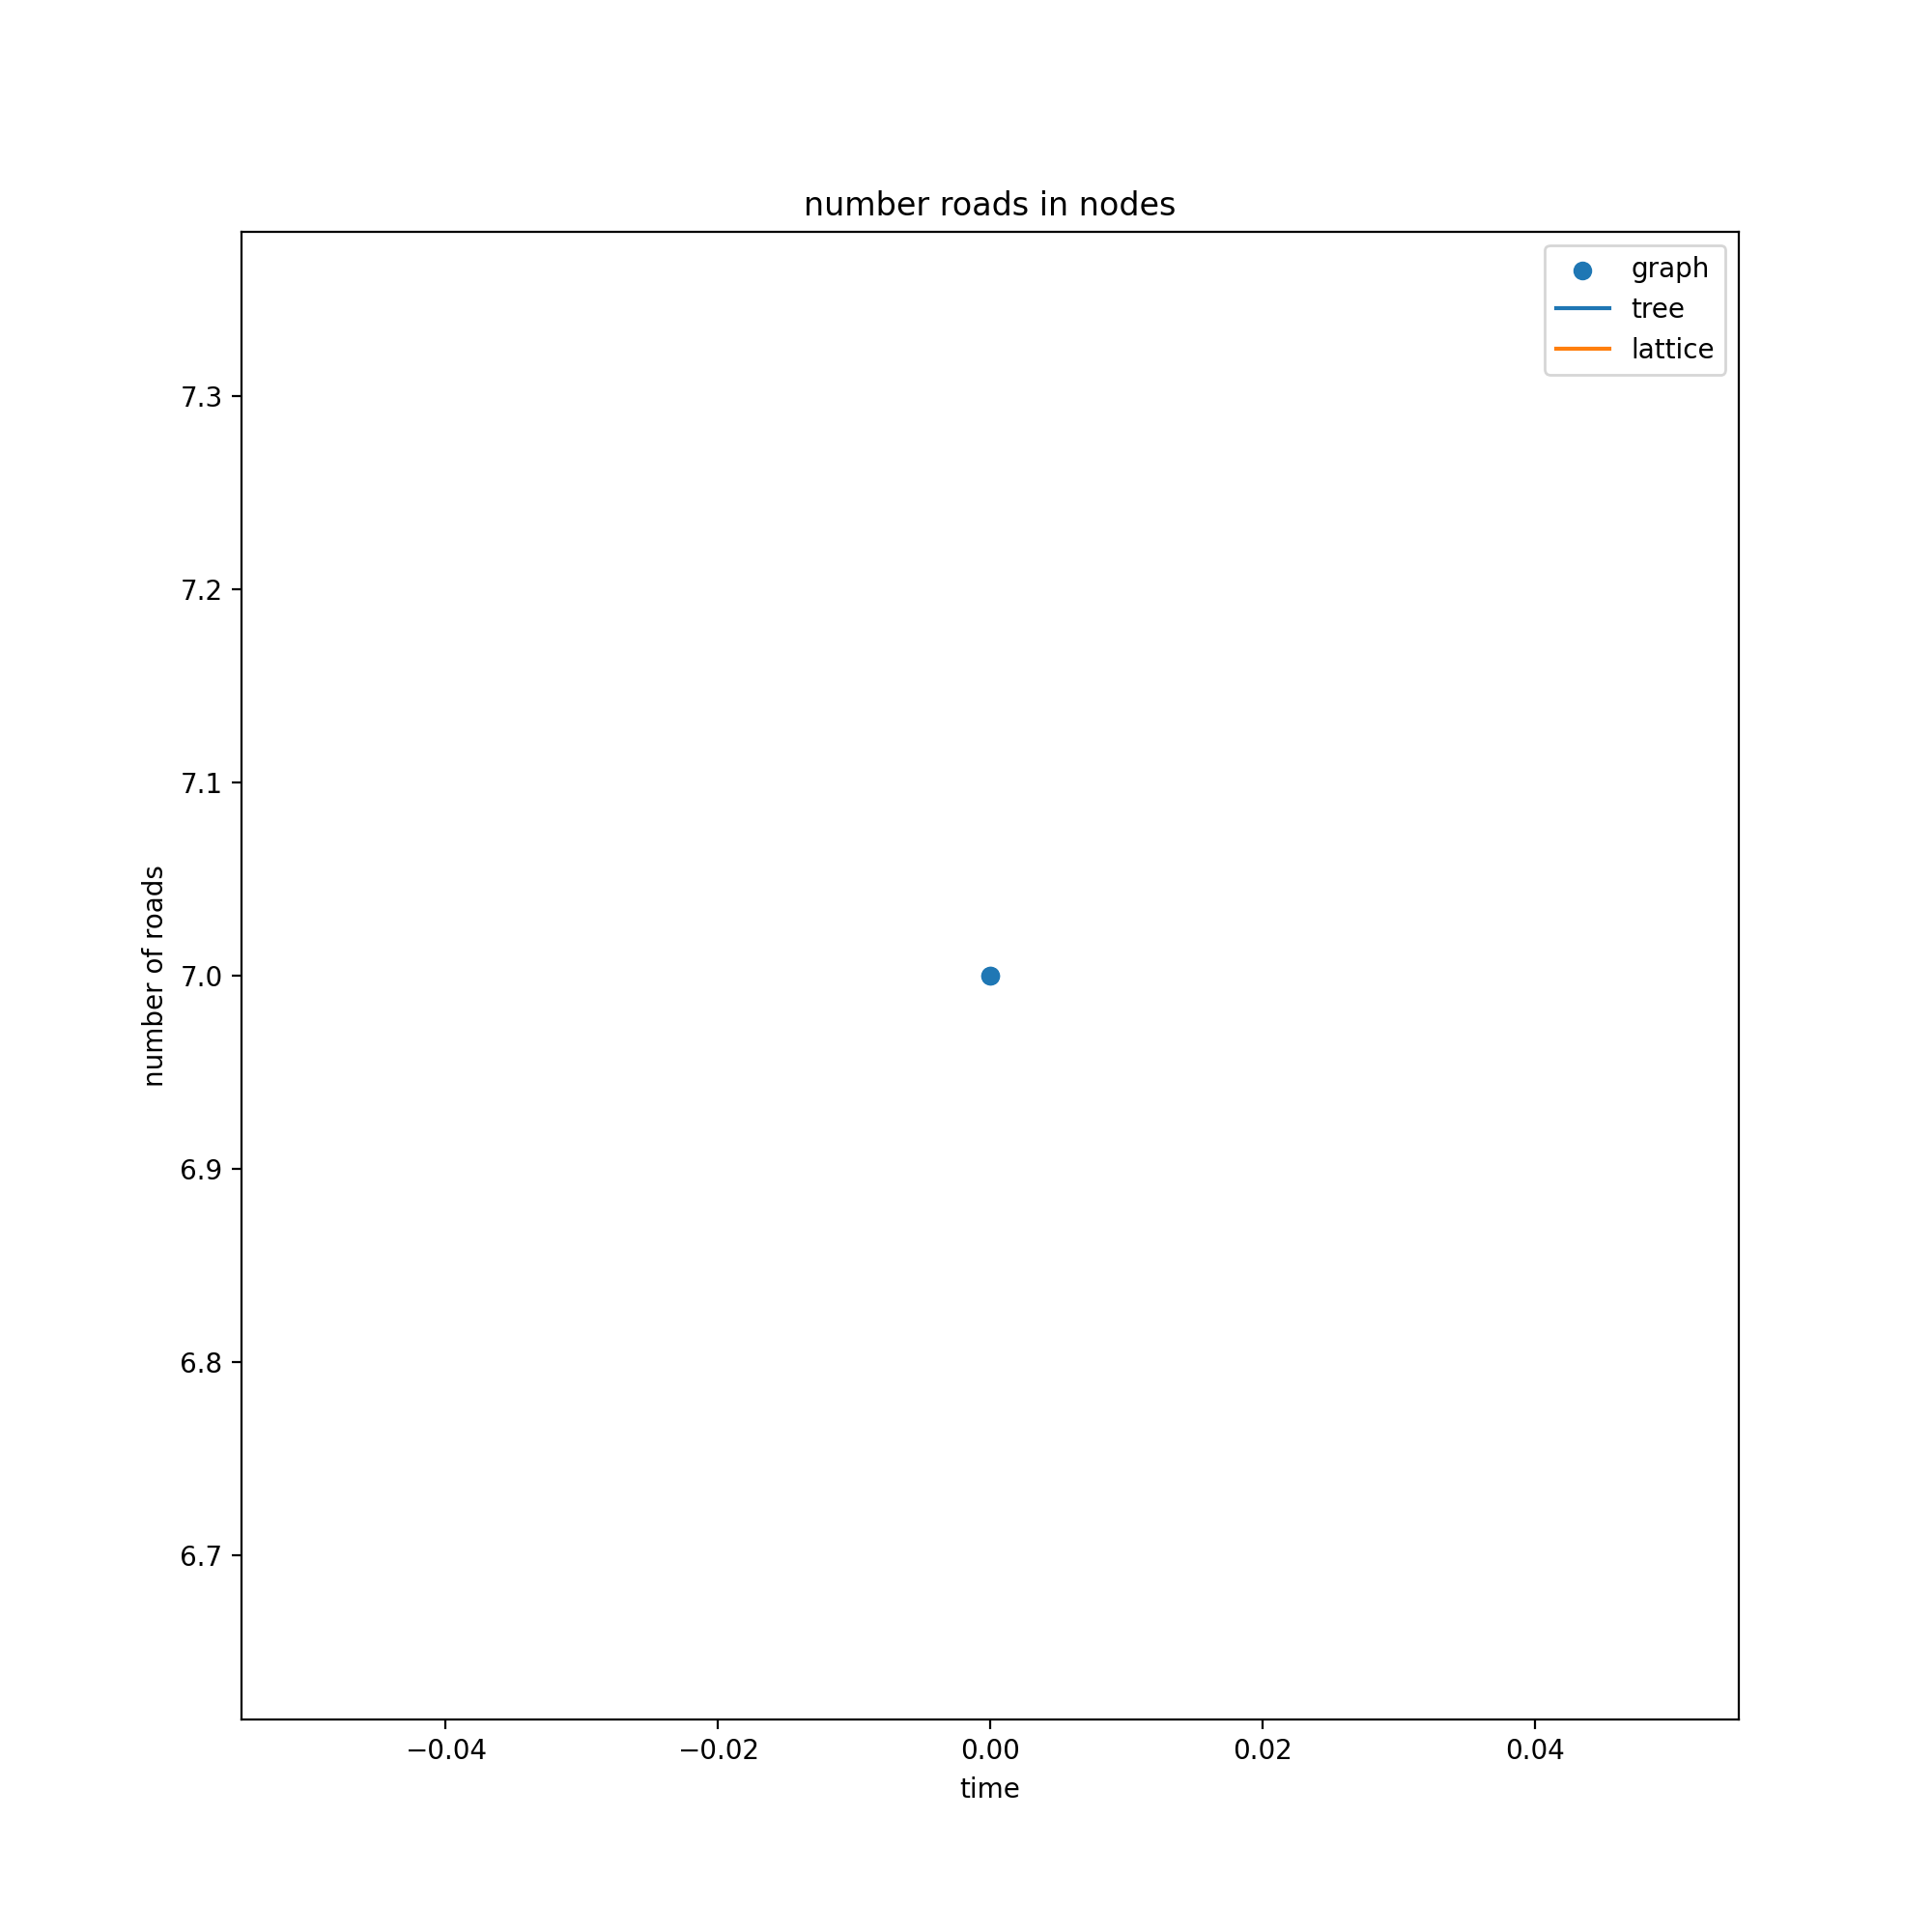 number roads in nodes
graph
tree
lattice
7.3
7.2
7.1
7.0
6.9
6.8
6.7
number of roads
−0.04 −0.02 0.00 0.02 0.04
time